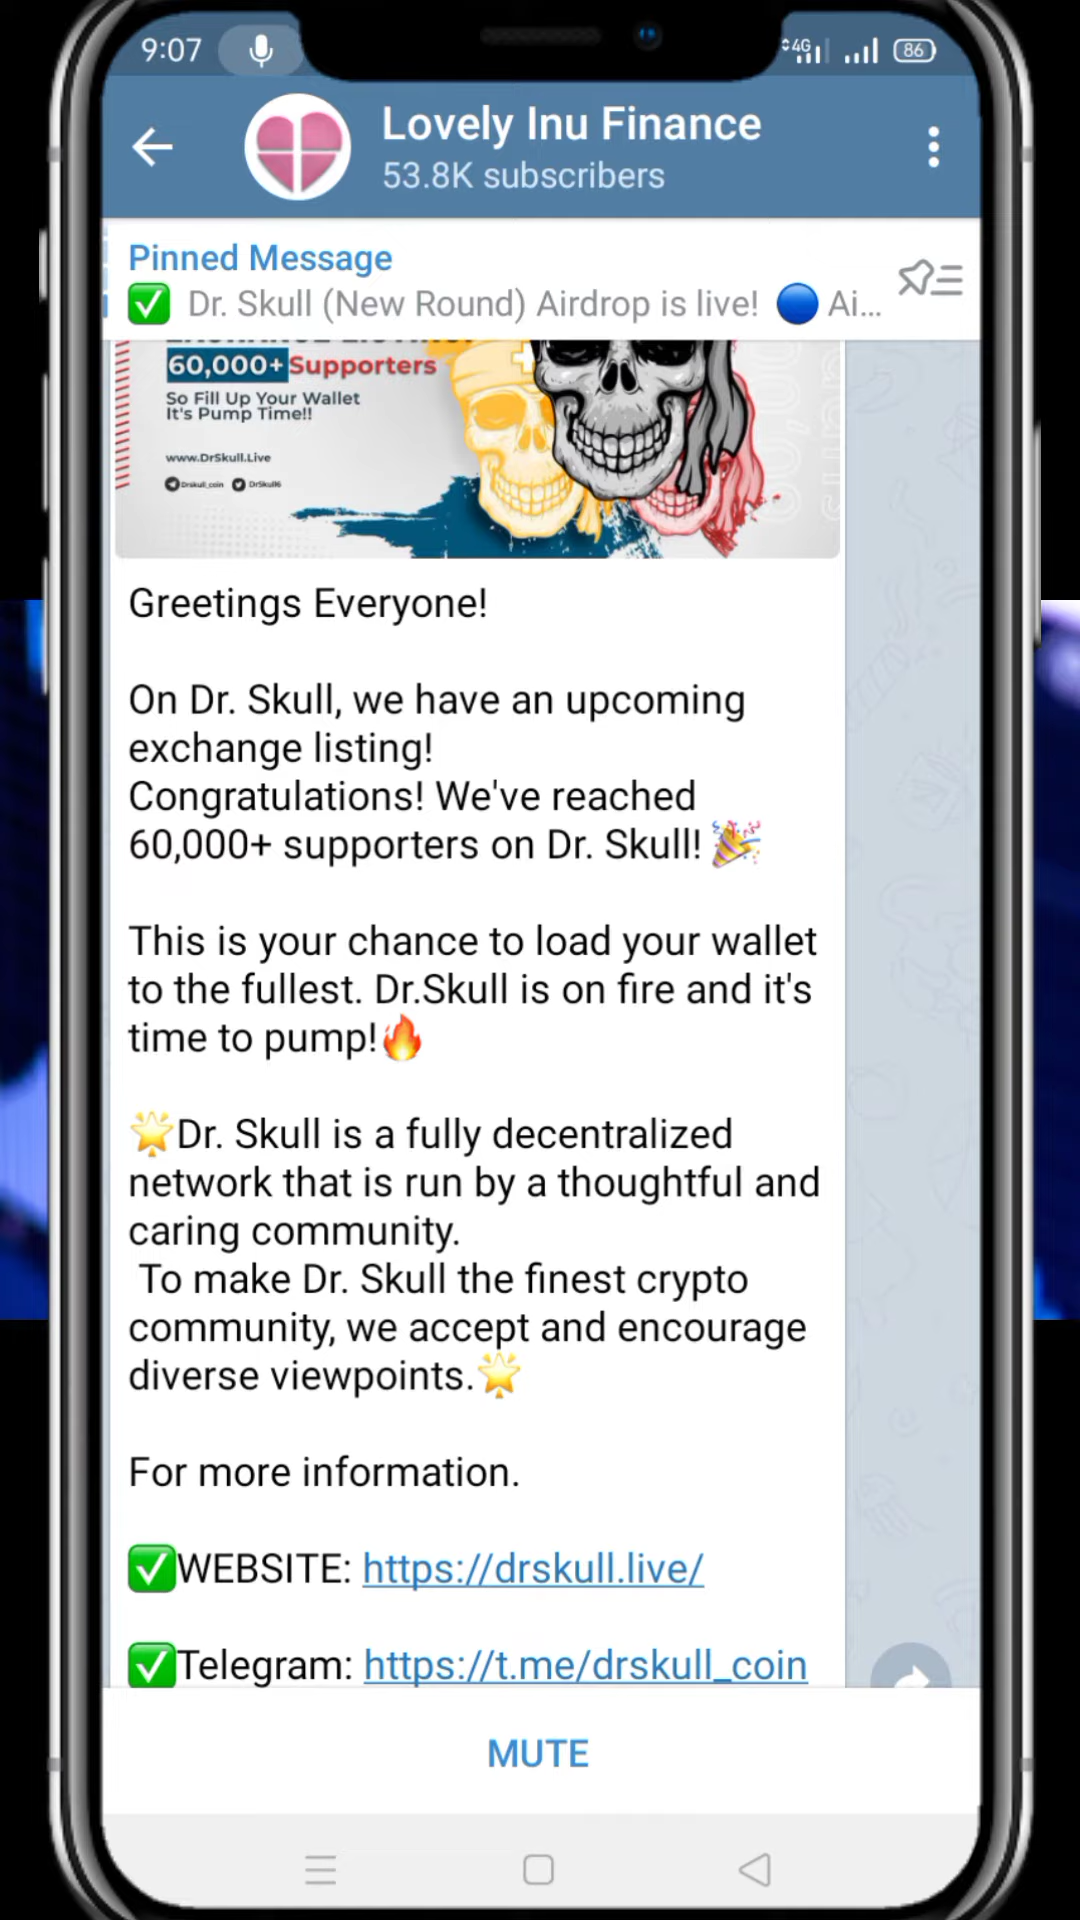 9:07
4G
86
Lovely Inu Finance
53.8K subscribers
Pinned Message
✅ Dr. Skull (New Round) Airdrop is live! 🔵 Ai...
60,000+ Supporters
So Fill Up Your Wallet
It's Pump Time!!
www.DrSkull.Live
Drskull_coin DrSkull6
Greetings Everyone!
On Dr. Skull, we have an upcoming
exchange listing!
Congratulations! We've reached
60,000+ supporters on Dr. Skull! 🎉
This is your chance to load your wallet
to the fullest. Dr.Skull is on fire and it's
time to pump!🔥
🌟Dr. Skull is a fully decentralized
network that is run by a thoughtful and
caring community.
To make Dr. Skull the finest crypto
community, we accept and encourage
diverse viewpoints.🌟
For more information.
✅WEBSITE: https://drskull.live/
✅Telegram: https://t.me/drskull_coin
MUTE